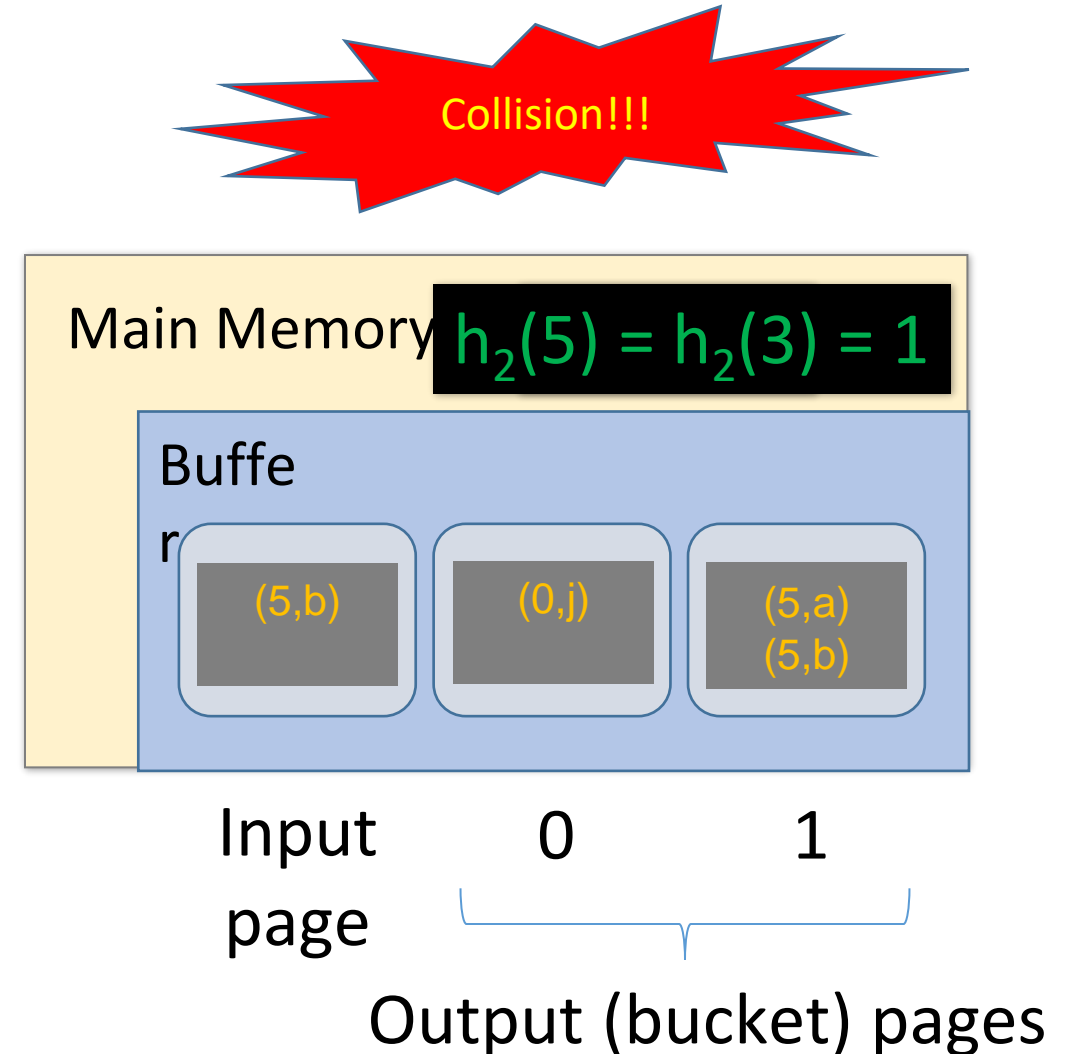 Collision!!!
Main Memory
h₂(5) = h₂(3) = 1
Buffe
r
(5,b)
(0,j)
(5,a)
(5,b)
Input
page
0
1
Output (bucket) pages